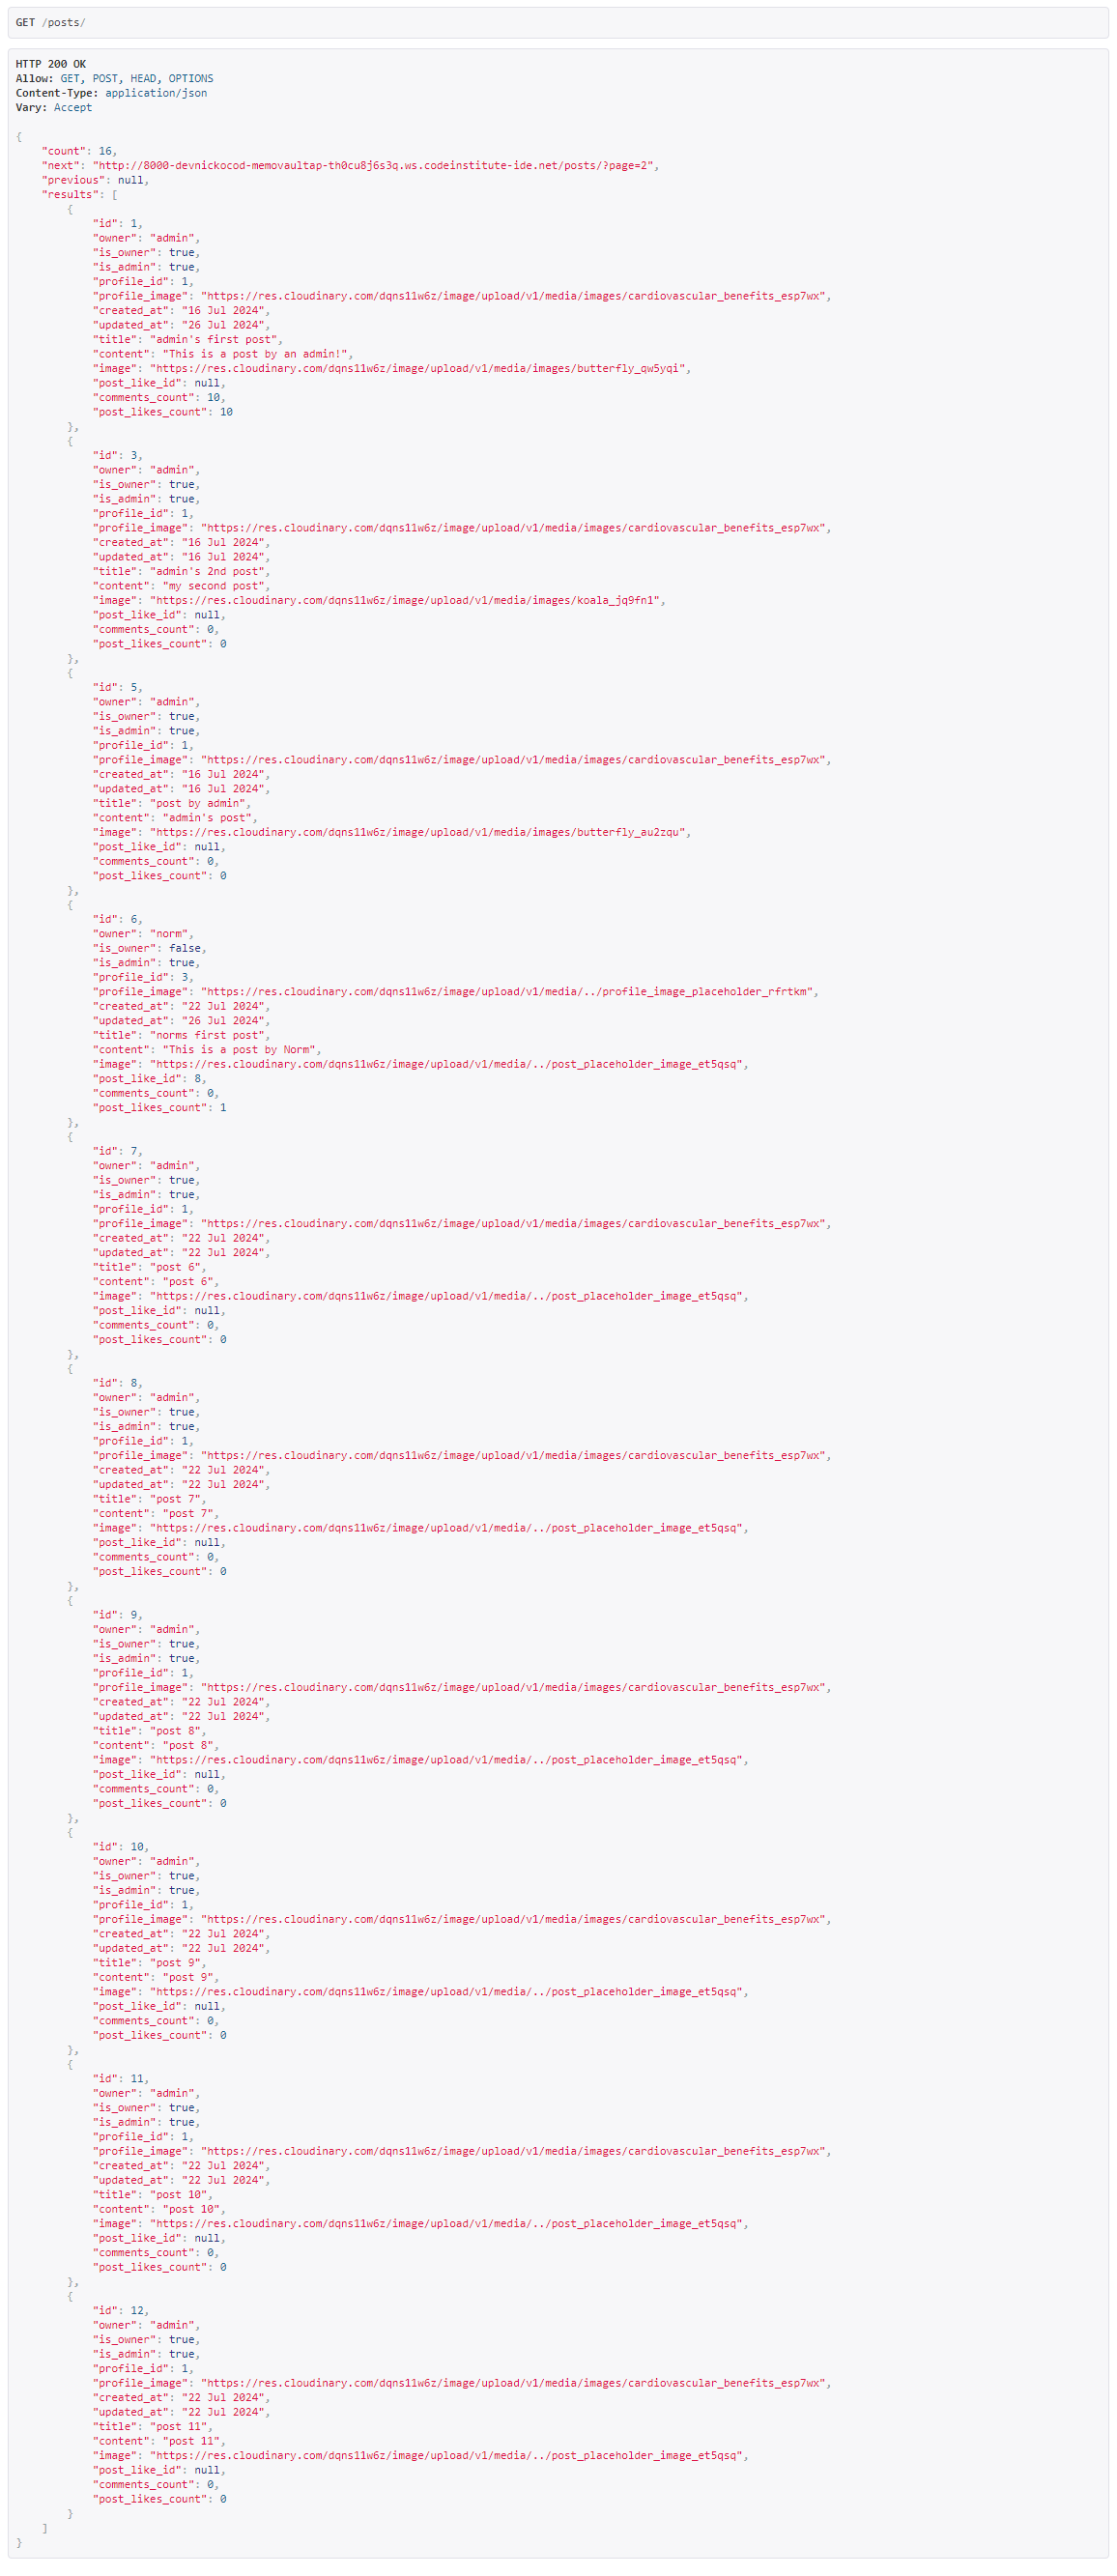 GET /posts/
HTTP 200 OK
Allow: GET, POST, HEAD, OPTIONS
Content-Type: application/json
Vary: Accept
{
"count": 16,
"next": "http://8000-devnickocod-memovaultap-th0cu8j6s3q.ws.codeinstitute-ide.net/posts/?page=2",
"previous": null,
"results": [
{
"id": 1,
"owner": "admin",
"is_owner": true,
"is_admin": true,
"profile_id": 1,
"profile_image": "https://res.cloudinary.com/dqns11w6z/image/upload/v1/media/images/cardiovascular_benefits_esp7wx",
"created_at": "16 Jul 2024",
"updated_at": "26 Jul 2024",
"title": "admin's first post",
"content": "This is a post by an admin!",
"image": "https://res.cloudinary.com/dqns11w6z/image/upload/v1/media/images/butterfly_qw5yqi",
"post_like_id": null,
"comments_count": 10,
"post_likes_count": 10
},
{
"id": 3,
"owner": "admin",
"is_owner": true,
"is_admin": true,
"profile_id": 1,
"profile_image": "https://res.cloudinary.com/dqns11w6z/image/upload/v1/media/images/cardiovascular_benefits_esp7wx",
"created_at": "16 Jul 2024",
"updated_at": "16 Jul 2024",
"title": "admin's 2nd post",
"content": "my second post",
"image": "https://res.cloudinary.com/dqns11w6z/image/upload/v1/media/images/koala_jq9fn1",
"post_like_id": null,
"comments_count": 0,
"post_likes_count": 0
},
{
"id": 5,
"owner": "admin",
"is_owner": true,
"is_admin": true,
"profile_id": 1,
"profile_image": "https://res.cloudinary.com/dqns11w6z/image/upload/v1/media/images/cardiovascular_benefits_esp7wx",
"created_at": "16 Jul 2024",
"updated_at": "16 Jul 2024",
"title": "post by admin",
"content": "admin's post",
"image": "https://res.cloudinary.com/dqns11w6z/image/upload/v1/media/images/butterfly_au2zqu",
"post_like_id": null,
"comments_count": 0,
"post_likes_count": 0
},
{
"id": 6,
"owner": "norm",
"is_owner": false,
"is_admin": true,
"profile_id": 3,
"profile_image": "https://res.cloudinary.com/dqns11w6z/image/upload/v1/media/../profile_image_placeholder_rfrtkm",
"created_at": "22 Jul 2024",
"updated_at": "26 Jul 2024",
"title": "norms first post",
"content": "This is a post by Norm",
"image": "https://res.cloudinary.com/dqns11w6z/image/upload/v1/media/../post_placeholder_image_et5qsq",
"post_like_id": 8,
"comments_count": 0,
"post_likes_count": 1
},
{
"id": 7,
"owner": "admin",
"is_owner": true,
"is_admin": true,
"profile_id": 1,
"profile_image": "https://res.cloudinary.com/dqns11w6z/image/upload/v1/media/images/cardiovascular_benefits_esp7wx",
"created_at": "22 Jul 2024",
"updated_at": "22 Jul 2024",
"title": "post 6",
"content": "post 6",
"image": "https://res.cloudinary.com/dqns11w6z/image/upload/v1/media/../post_placeholder_image_et5qsq",
"post_like_id": null,
"comments_count": 0,
"post_likes_count": 0
},
{
"id": 8,
"owner": "admin",
"is_owner": true,
"is_admin": true,
"profile_id": 1,
"profile_image": "https://res.cloudinary.com/dqns11w6z/image/upload/v1/media/images/cardiovascular_benefits_esp7wx",
"created_at": "22 Jul 2024",
"updated_at": "22 Jul 2024",
"title": "post 7",
"content": "post 7",
"image": "https://res.cloudinary.com/dqns11w6z/image/upload/v1/media/../post_placeholder_image_et5qsq",
"post_like_id": null,
"comments_count": 0,
"post_likes_count": 0
},
{
"id": 9,
"owner": "admin",
"is_owner": true,
"is_admin": true,
"profile_id": 1,
"profile_image": "https://res.cloudinary.com/dqns11w6z/image/upload/v1/media/images/cardiovascular_benefits_esp7wx",
"created_at": "22 Jul 2024",
"updated_at": "22 Jul 2024",
"title": "post 8",
"content": "post 8",
"image": "https://res.cloudinary.com/dqns11w6z/image/upload/v1/media/../post_placeholder_image_et5qsq",
"post_like_id": null,
"comments_count": 0,
"post_likes_count": 0
},
{
"id": 10,
"owner": "admin",
"is_owner": true,
"is_admin": true,
"profile_id": 1,
"profile_image": "https://res.cloudinary.com/dqns11w6z/image/upload/v1/media/images/cardiovascular_benefits_esp7wx",
"created_at": "22 Jul 2024",
"updated_at": "22 Jul 2024",
"title": "post 9",
"content": "post 9",
"image": "https://res.cloudinary.com/dqns11w6z/image/upload/v1/media/../post_placeholder_image_et5qsq",
"post_like_id": null,
"comments_count": 0,
"post_likes_count": 0
},
{
"id": 11,
"owner": "admin",
"is_owner": true,
"is_admin": true,
"profile_id": 1,
"profile_image": "https://res.cloudinary.com/dqns11w6z/image/upload/v1/media/images/cardiovascular_benefits_esp7wx",
"created_at": "22 Jul 2024",
"updated_at": "22 Jul 2024",
"title": "post 10",
"content": "post 10",
"image": "https://res.cloudinary.com/dqns11w6z/image/upload/v1/media/../post_placeholder_image_et5qsq",
"post_like_id": null,
"comments_count": 0,
"post_likes_count": 0
},
{
"id": 12,
"owner": "admin",
"is_owner": true,
"is_admin": true,
"profile_id": 1,
"profile_image": "https://res.cloudinary.com/dqns11w6z/image/upload/v1/media/images/cardiovascular_benefits_esp7wx",
"created_at": "22 Jul 2024",
"updated_at": "22 Jul 2024",
"title": "post 11",
"content": "post 11",
"image": "https://res.cloudinary.com/dqns11w6z/image/upload/v1/media/../post_placeholder_image_et5qsq",
"post_like_id": null,
"comments_count": 0,
"post_likes_count": 0
}
]
}